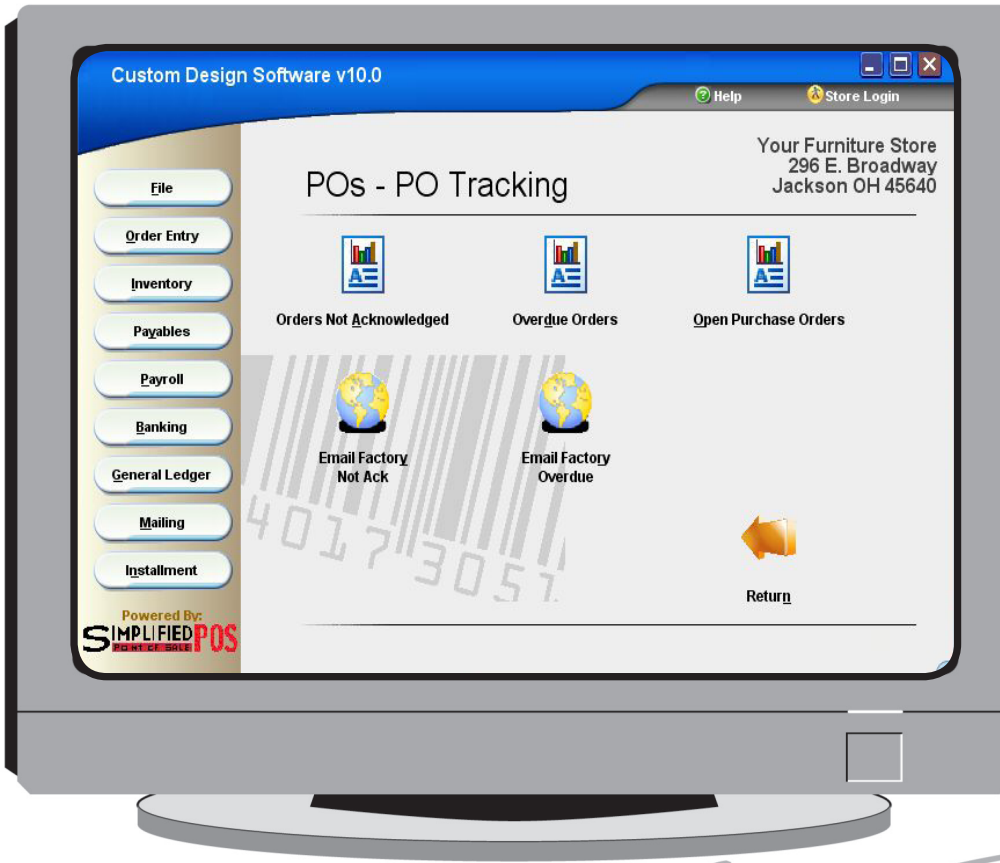 Custom Design Software v10.0
Help
Store Login
Your Furniture Store
296 E. Broadway
Jackson OH 45640
POs - PO Tracking
File
Order Entry
Inventory
Payables
Payroll
Banking
General Ledger
Mailing
Installment
Orders Not Acknowledged
Overdue Orders
Open Purchase Orders
Email Factory
Not Ack
Email Factory
Overdue
4017 3051
Return
Powered By:
SIMPLIFIED POS
POINT OF SALE